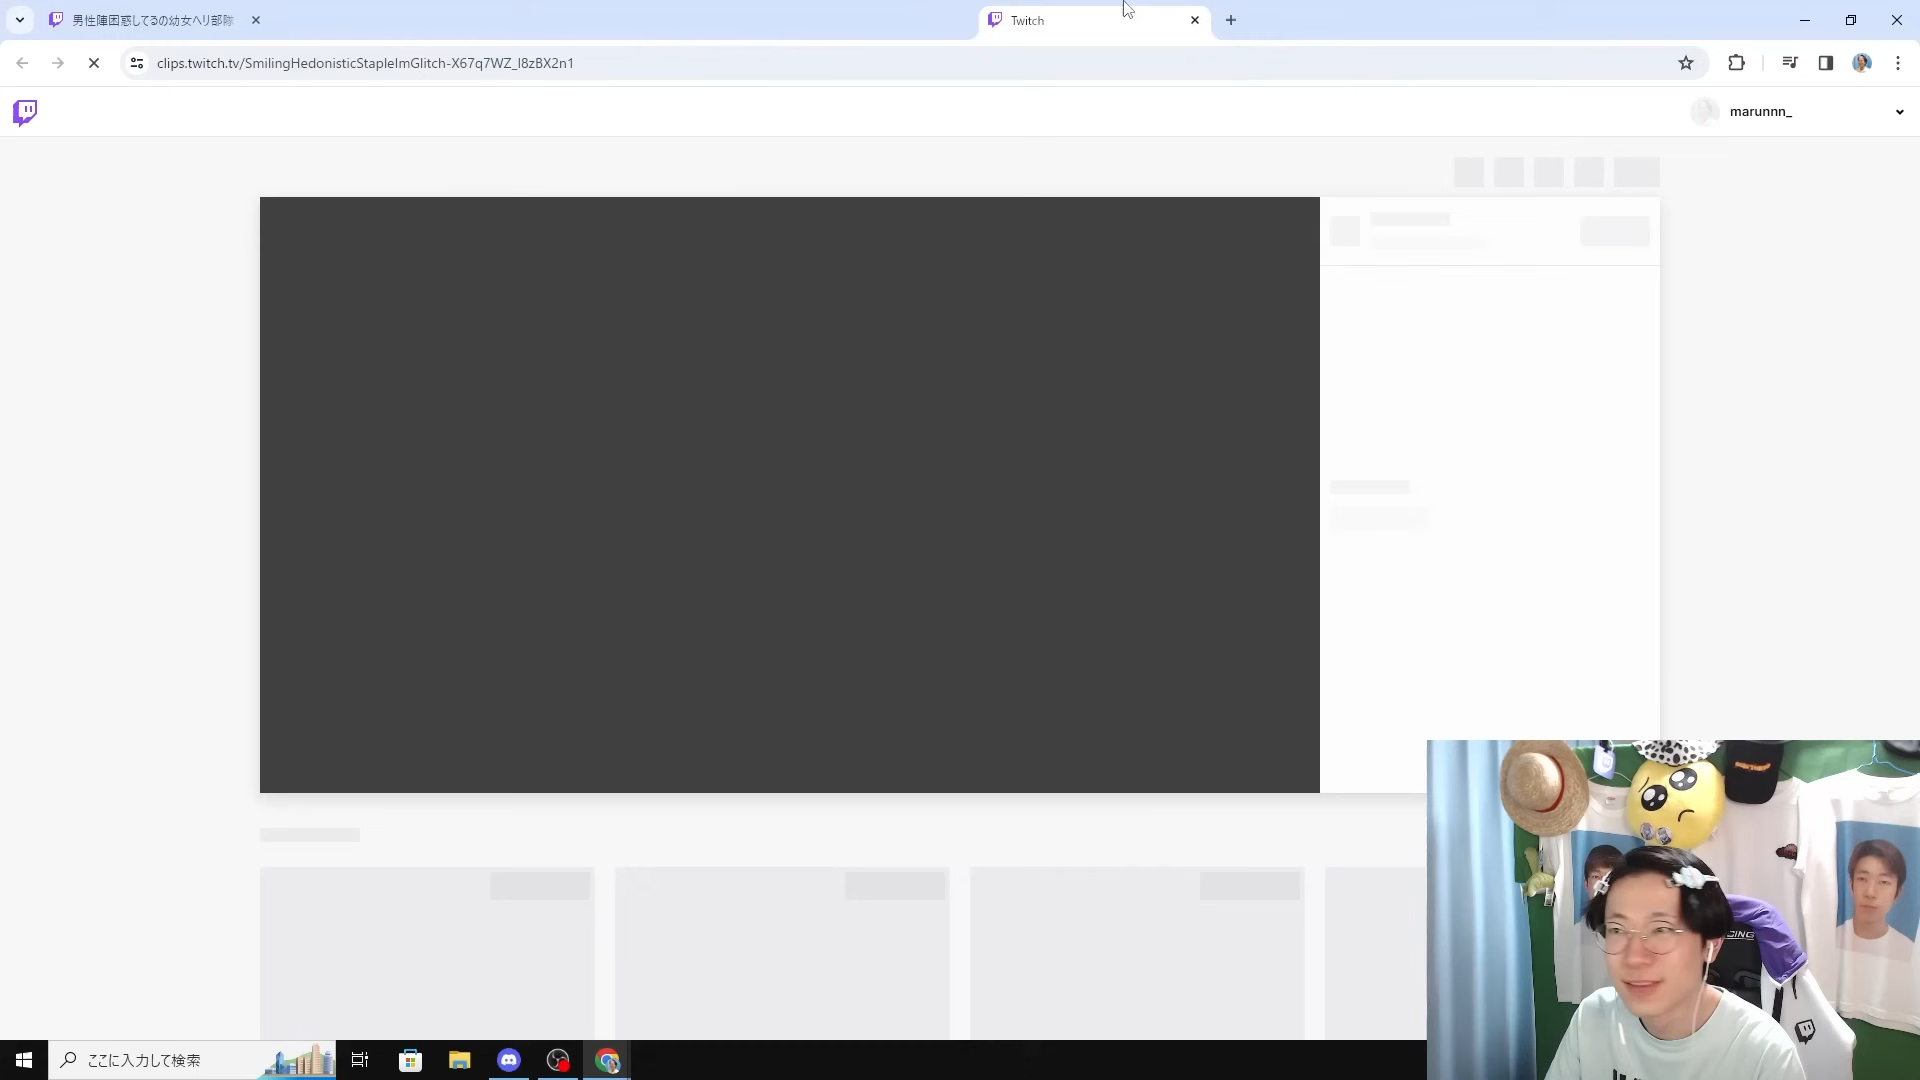 男性陣困惑してるの幼女ヘリ部隊
Twitch
clips.twitch.tv/SmilingHedonisticStapleImGlitch-X67q7WZ_I8zBX2n1
marunnn_
ここに入力して検索